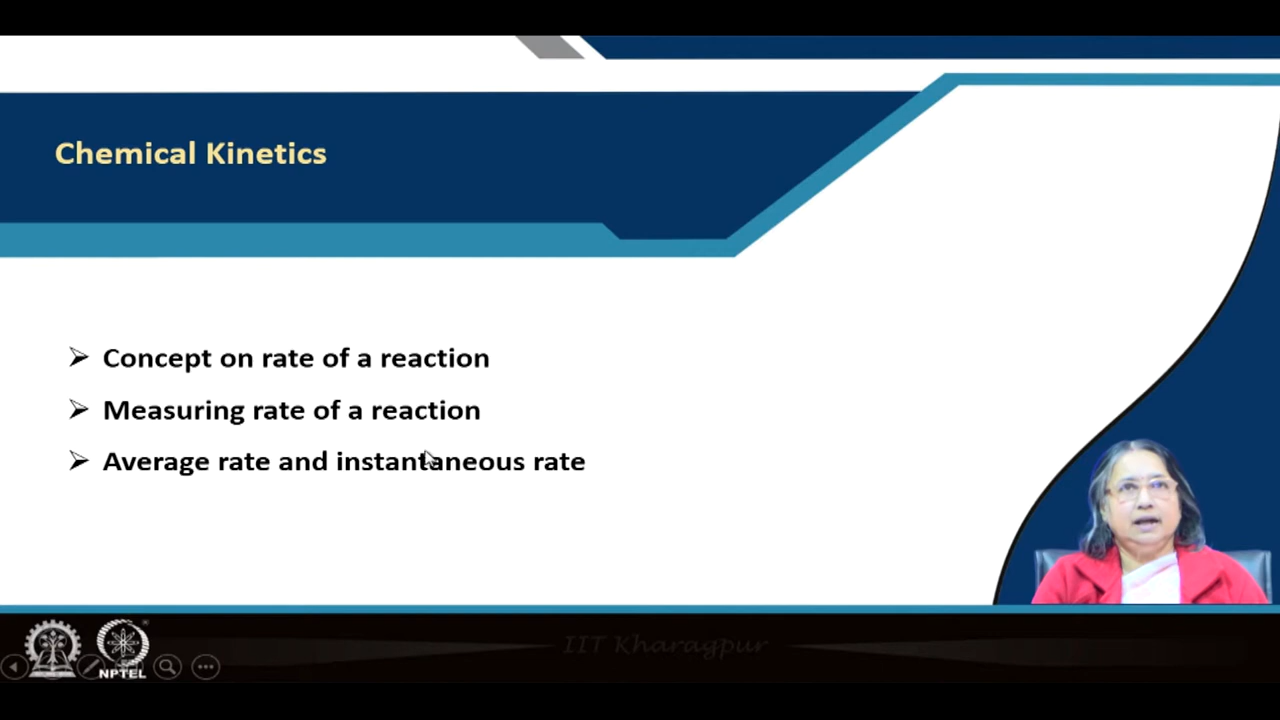 Chemical Kinetics
Concept on rate of a reaction
Measuring rate of a reaction
Average rate and instantaneous rate
IIT Kharagpur
NPTEL